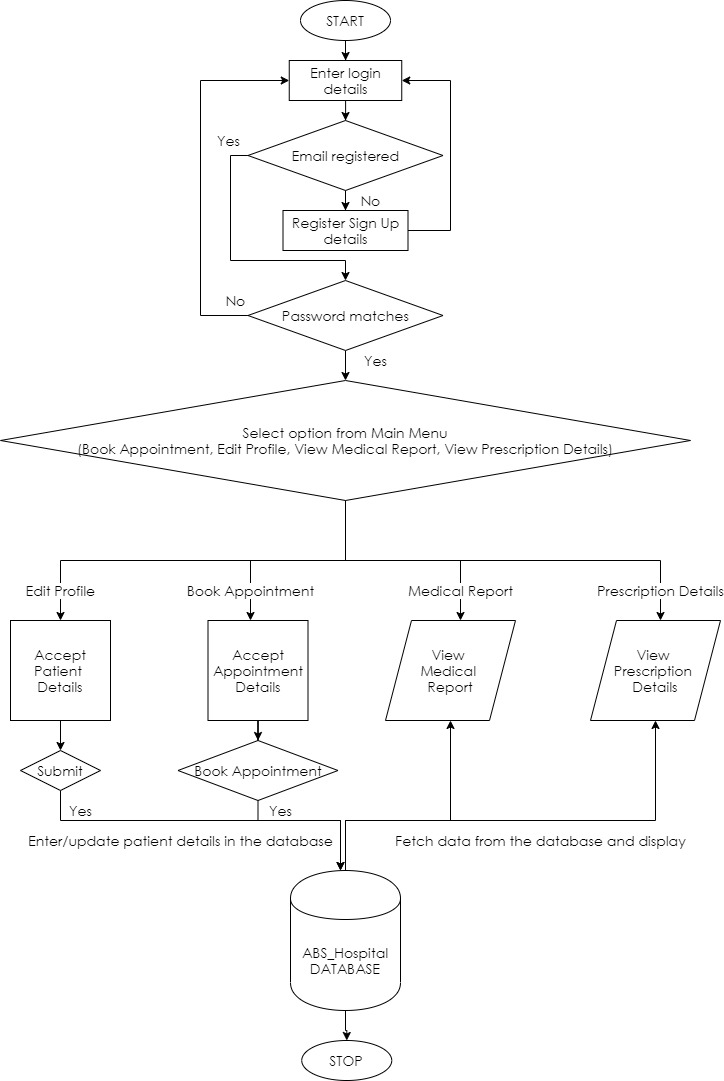 START
Enter login
details
Yes
Email registered
No
Register Sign Up
details
No
Password matches
Yes
Select option from Main Menu
(Book Appointment, Edit Profile, View Medical Report, View Prescription Details)
Edit Profile
Book Appointment
Medical Report
Prescription Details
Accept
Patient
Details
Accept
Appointment
Details
View
Medical
Report
View
Prescription
Details
Submit
Book Appointment
Yes
Yes
Enter/update patient details in the database
Fetch data from the database and display
ABS_Hospital
DATABASE
STOP